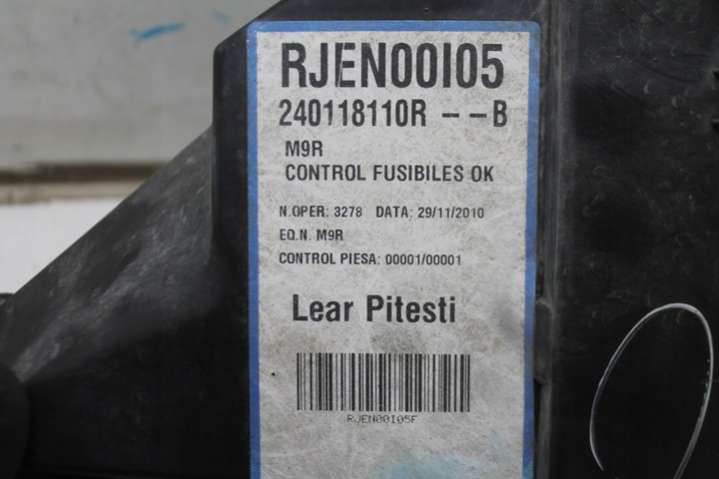 RJEN00I05
240118110R - - B
M9R
CONTROL FUSIBILES OK
N.OPER: 3278 DATA: 29/11/2010
EQ.N. M9R
CONTROL PIESA: 00001/00001
Lear Pitesti
RJEN00I05F